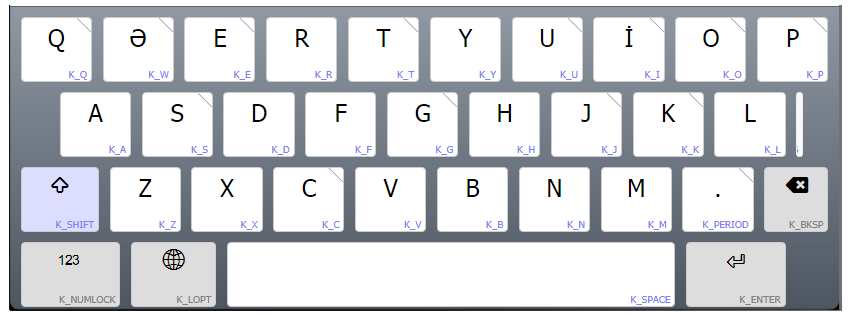 Q Ə E R T Y U İ O P
K_Q K_W K_E K_R K_T K_Y K_U K_I K_O K_P
A S D F G H J K L
K_A K_S K_D K_F K_G K_H K_J K_K K_L
Z X C V B N M .
K_SHIFT K_Z K_X K_C K_V K_B K_N K_M K_PERIOD K_BKSP
123
K_NUMLOCK K_LOPT K_SPACE K_ENTER